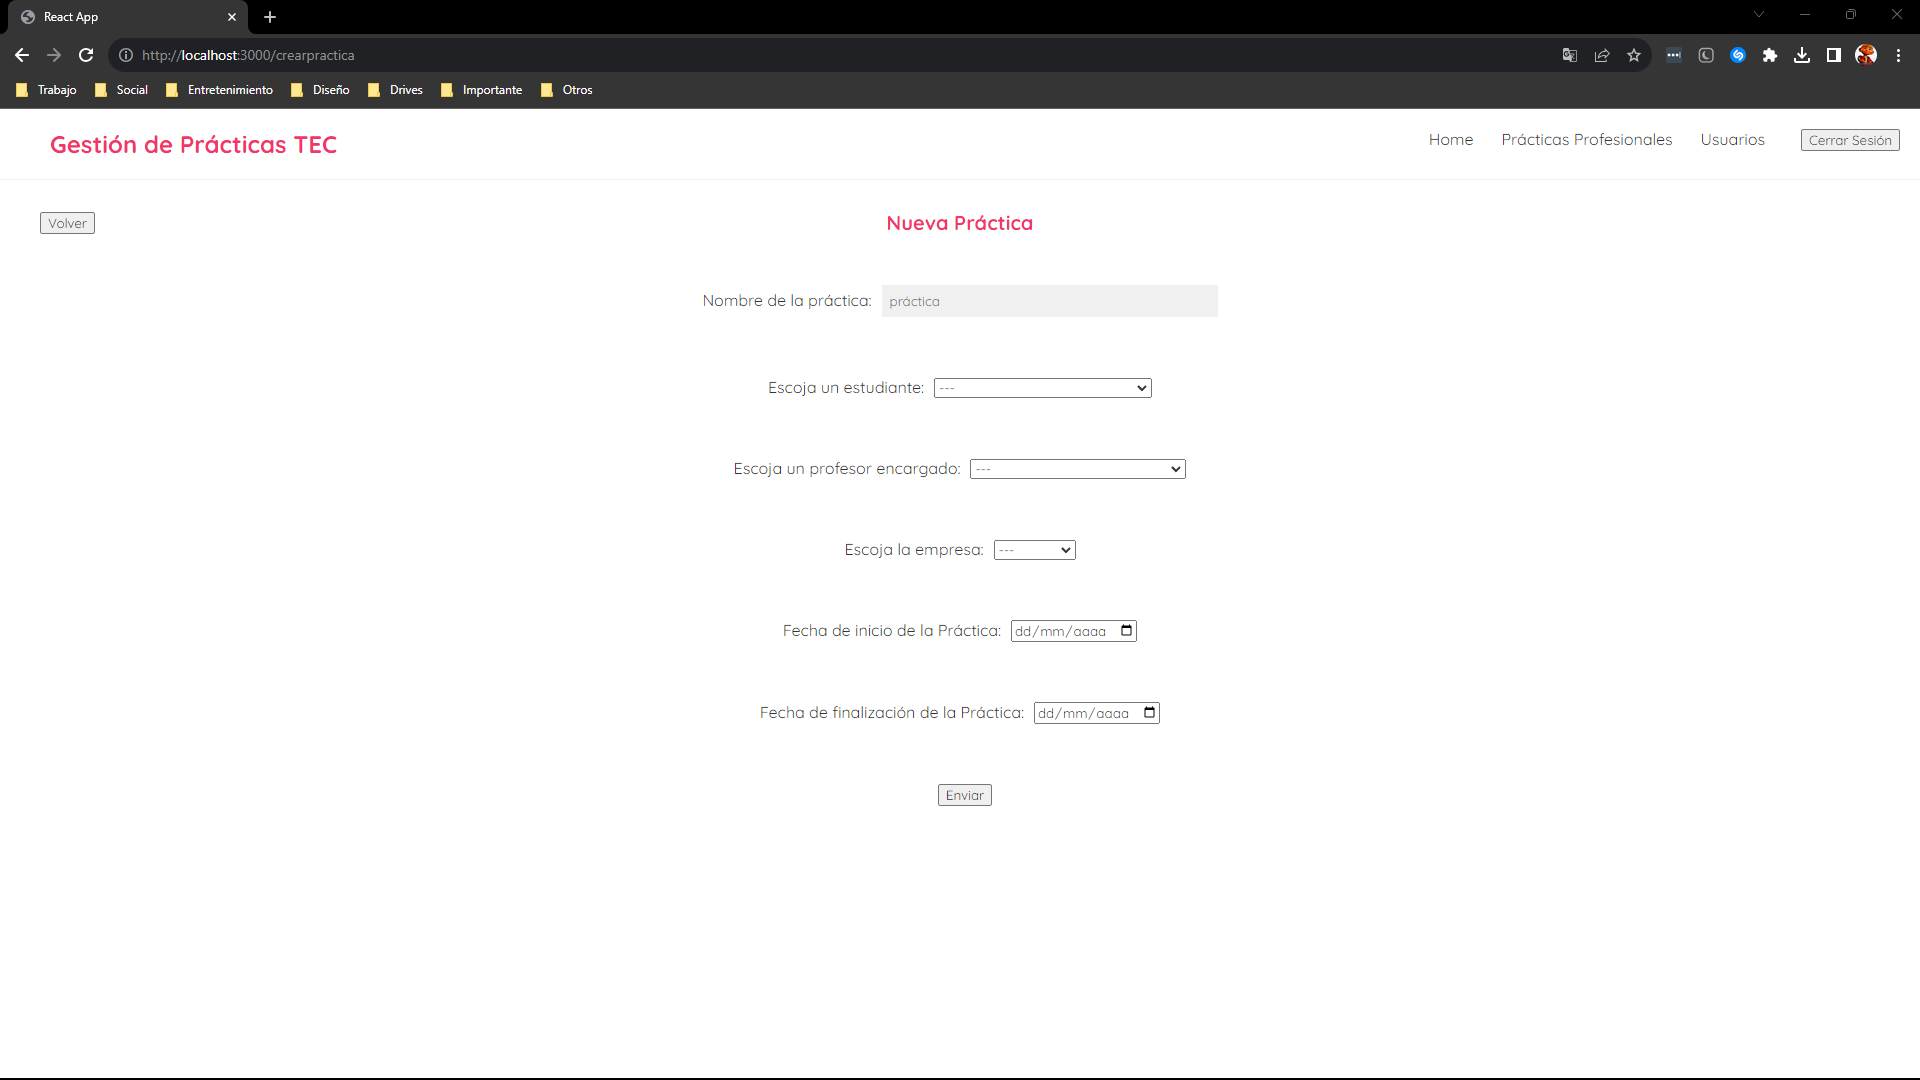 React App
http://localhost:3000/crearpractica
Trabajo Social Entretenimiento Diseño Drives Importante Otros
Gestión de Prácticas TEC
Home Prácticas Profesionales Usuarios Cerrar Sesión
Volver
Nueva Práctica
Nombre de la práctica: práctica
Escoja un estudiante: ---
Escoja un profesor encargado: ---
Escoja la empresa: ---
Fecha de inicio de la Práctica: dd/mm/aaaa
Fecha de finalización de la Práctica: dd/mm/aaaa
Enviar